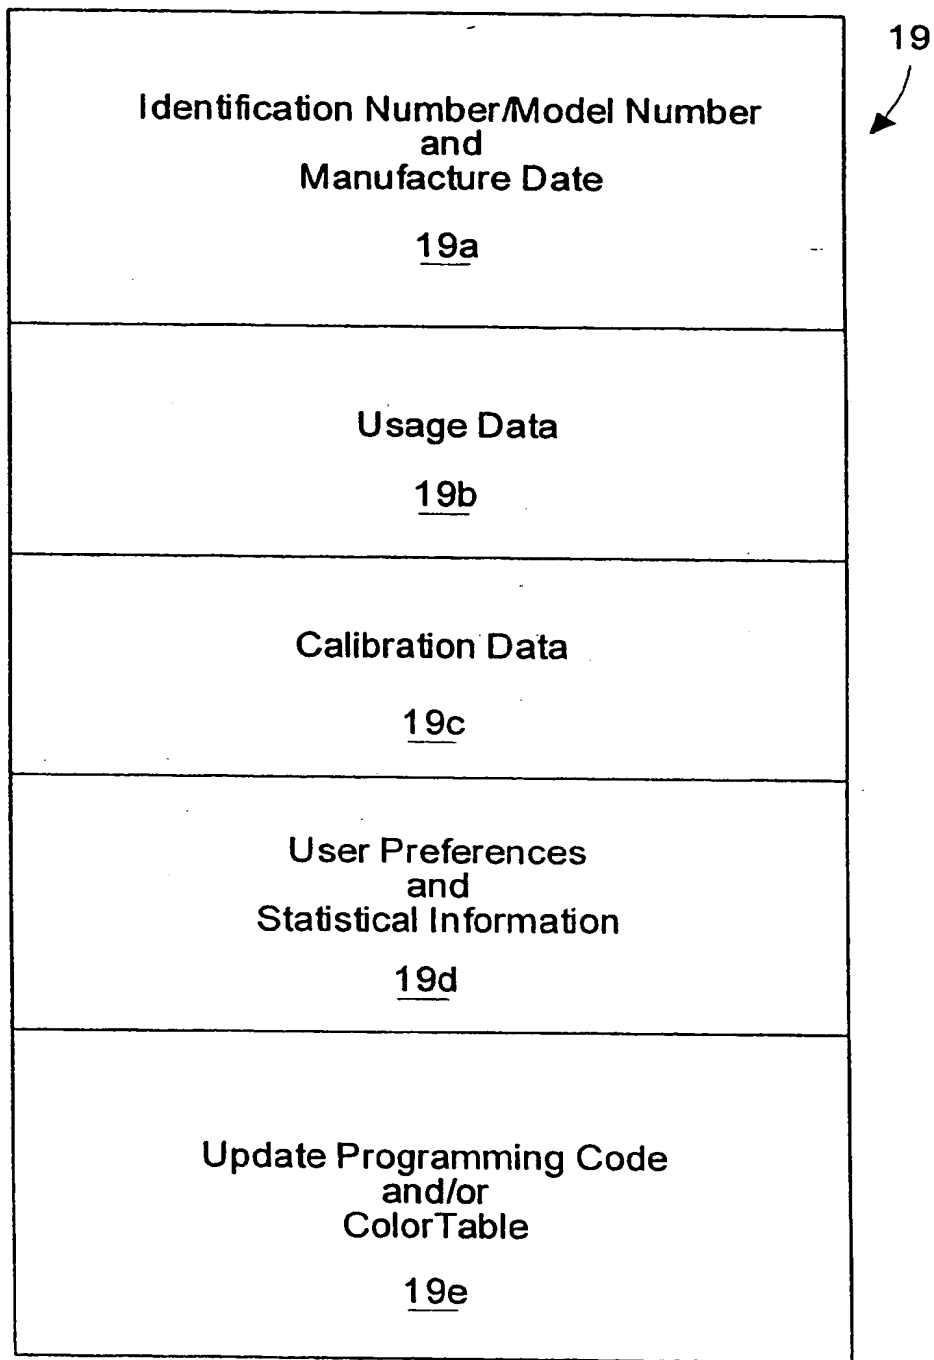 19
Identification Number/Model Number
and
Manufacture Date
19a
Usage Data
19b
Calibration Data
19c
User Preferences
and
Statistical Information
19d
Update Programming Code
and/or
ColorTable
19e